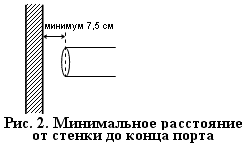 минимум 7,5 см
Рис. 2. Минимальное расстояние
от стенки до конца порта